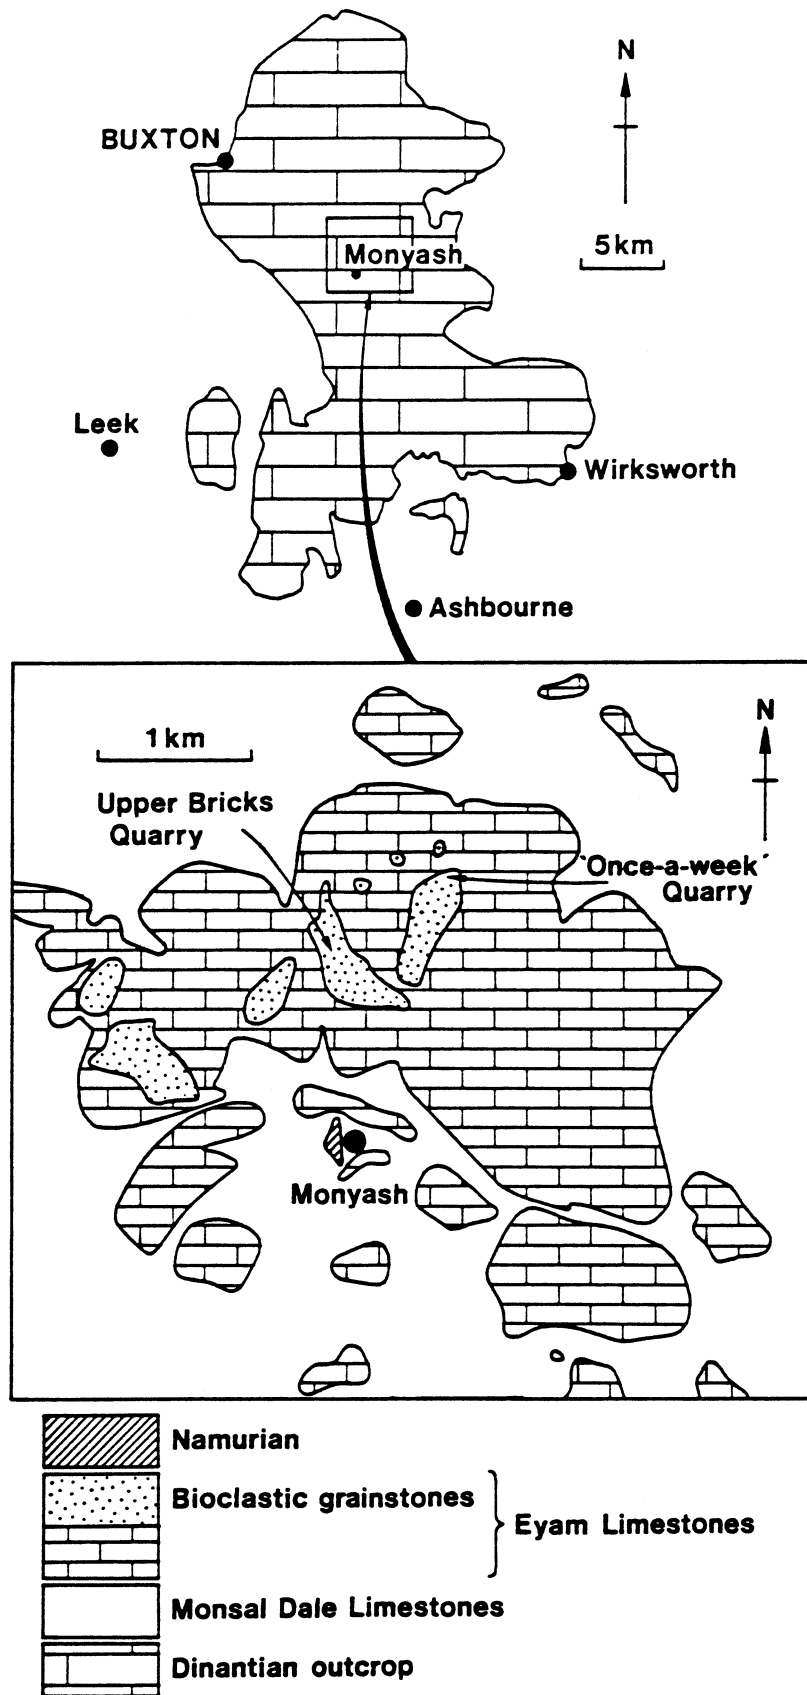 N
BUXTON
5km
Monyash
Leek
Wirksworth
Ashbourne
1km
N
Upper Bricks
Quarry
'Once-a-week'
Quarry
Monyash
Namurian
Bioclastic grainstones
Eyam Limestones
Monsal Dale Limestones
Dinantian outcrop